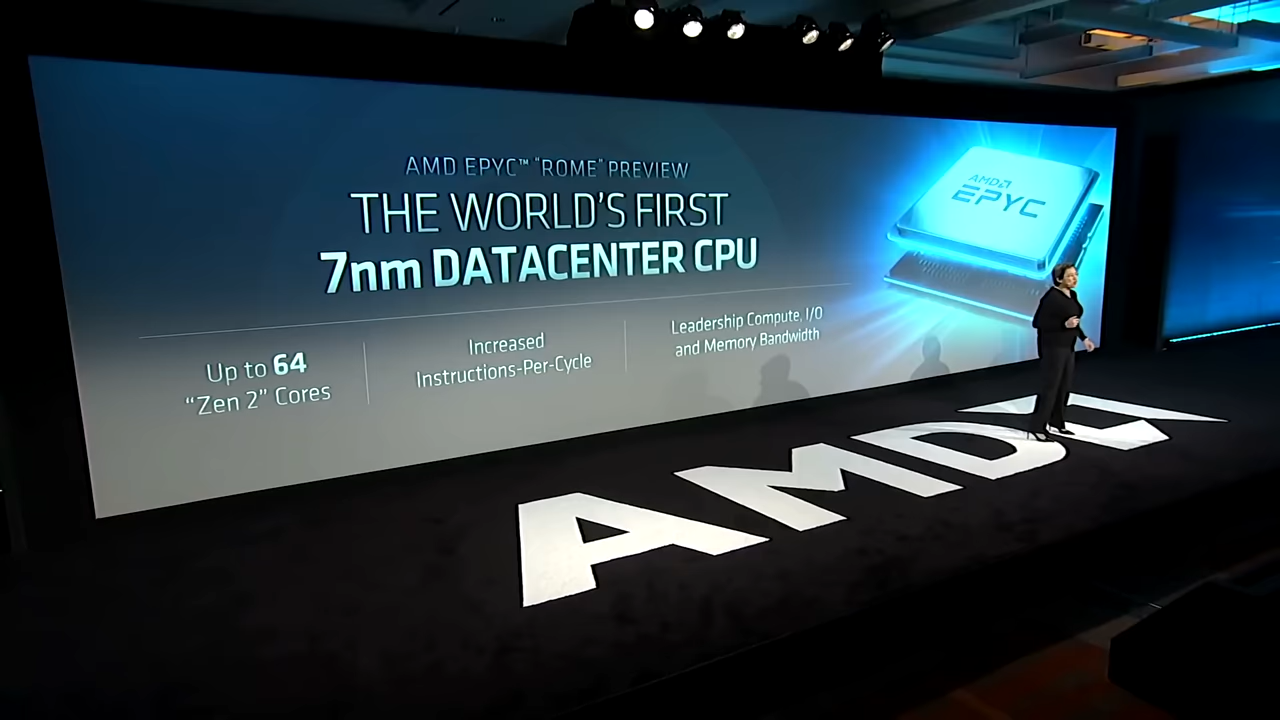 AMD EPYC™ "ROME" PREVIEW
THE WORLD'S FIRST
7nm DATACENTER CPU
Up to 64
"Zen 2" Cores
Increased
Instructions-Per-Cycle
Leadership Compute, I/O
and Memory Bandwidth
AMD
EPYC
AMD